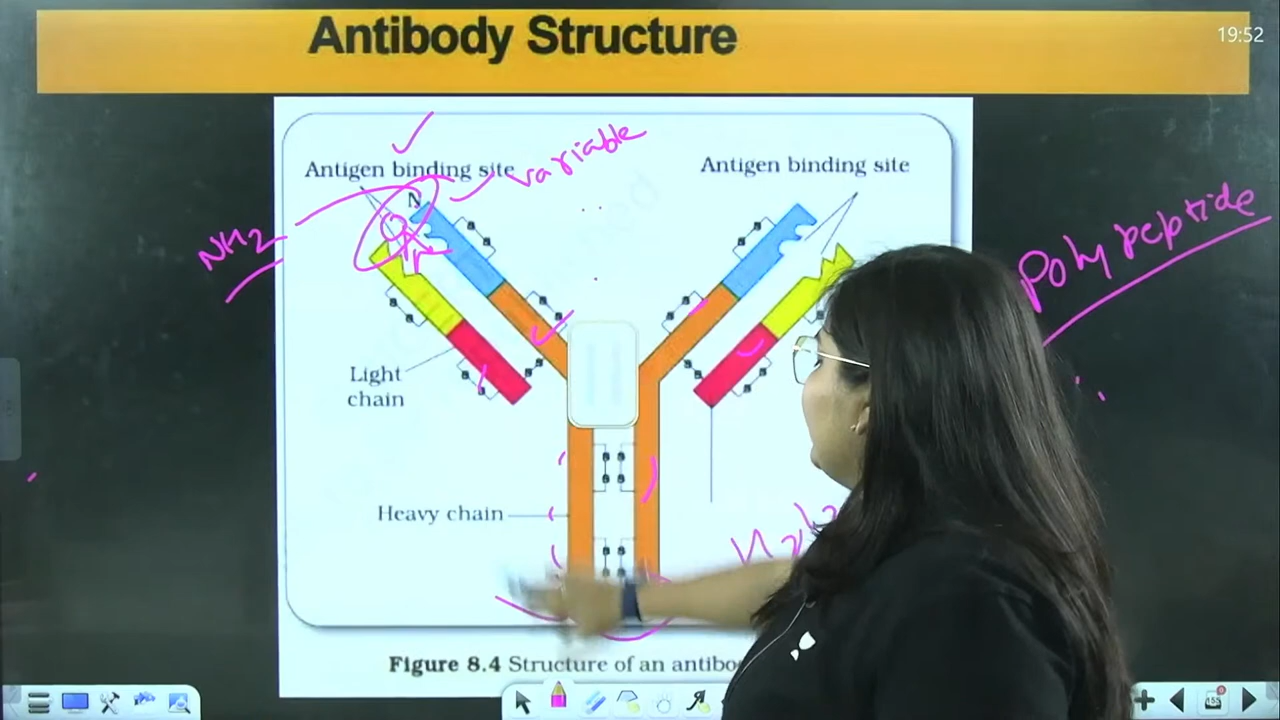 Antibody Structure
19:52
Antigen binding site
variable
Antigen binding site
N
NH2
Polypeptide
Light
chain
Heavy chain
H2L2
Figure 8.4 Structure of an antibo